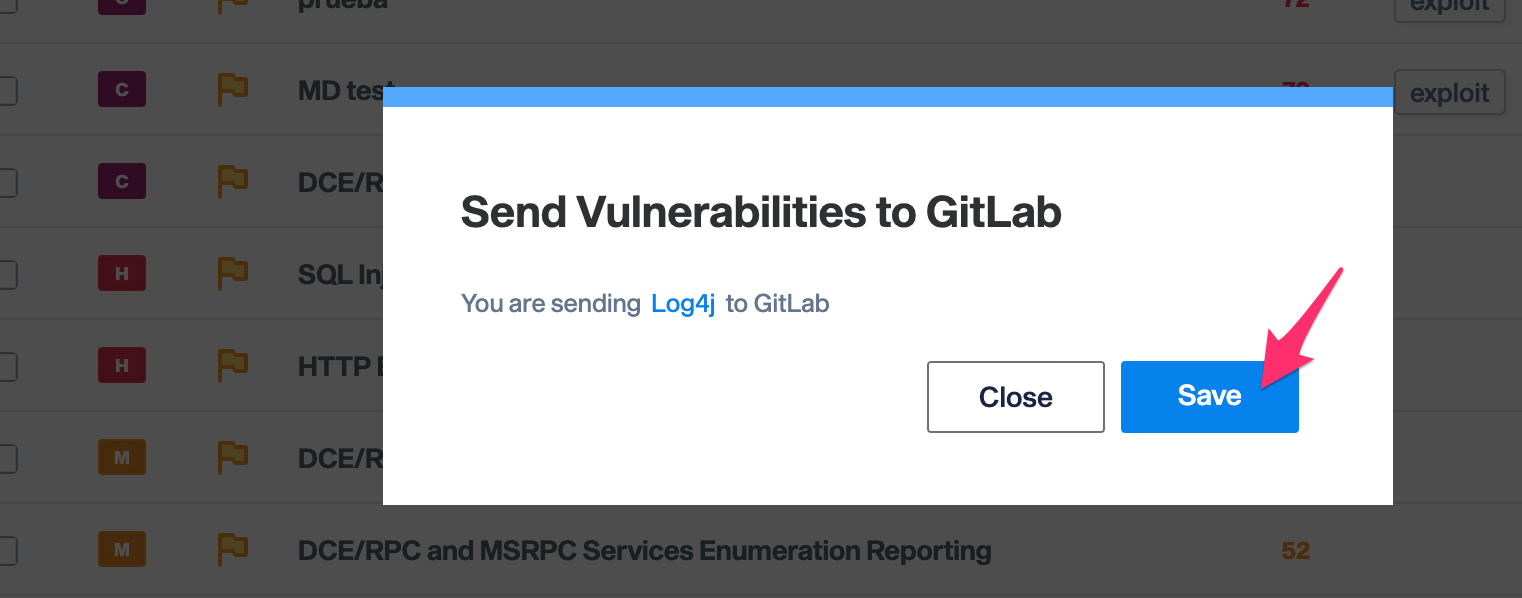 C prueba 72 exploit
C MD test 72 exploit
C DCE/R
H SQL Inj
H HTTP
M DCE/R
Send Vulnerabilities to GitLab
You are sending Log4j to GitLab
Close Save
M DCE/RPC and MSRPC Services Enumeration Reporting 52